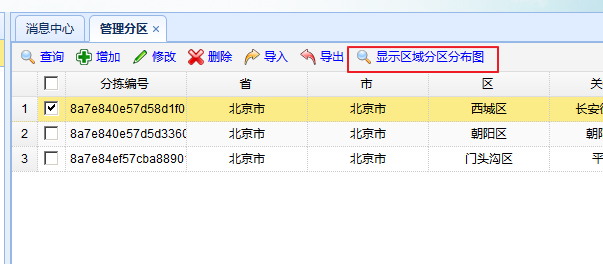 消息中心 管理分区
查询 增加 修改 删除 导入 导出 显示区域分区分布图
分拣编号 省 市 区 关
1 8a7e840e57d58d1f0 北京市 北京市 西城区 长安街
2 8a7e840e57d5d3360 北京市 北京市 朝阳区 朝阳
3 8a7e84ef57cba8890 北京市 北京市 门头沟区 平